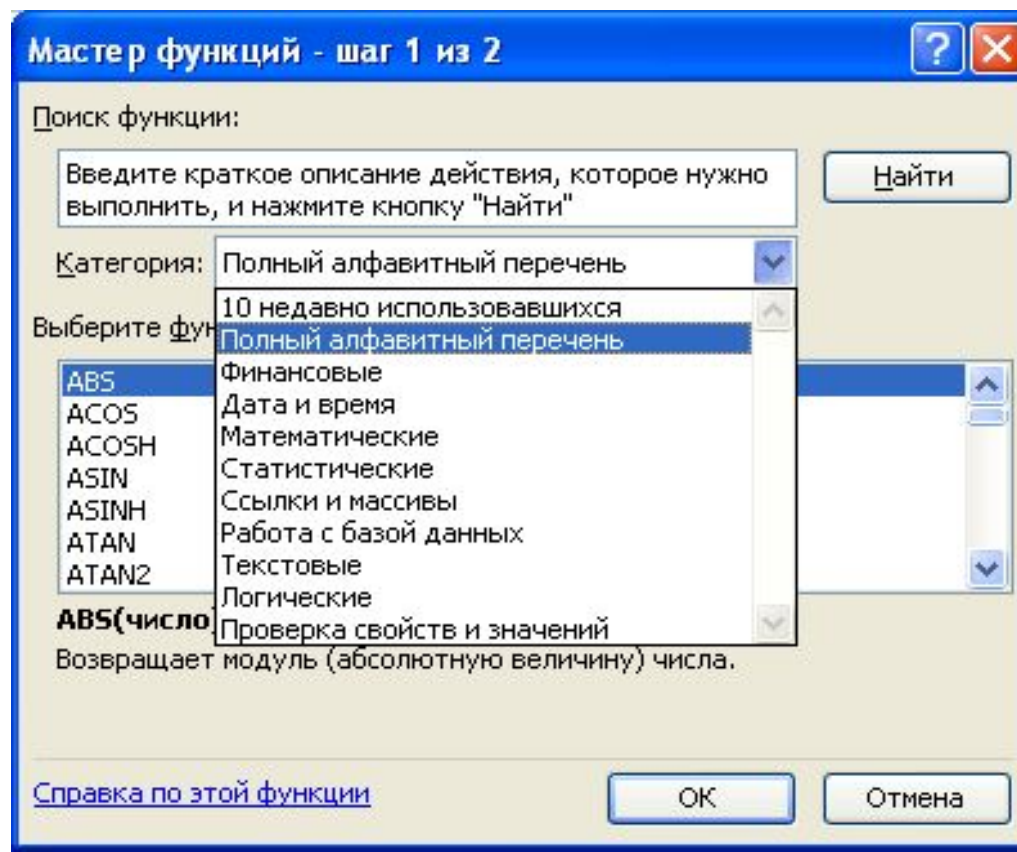 Мастер функций - шаг 1 из 2
Поиск функции:
Введите краткое описание действия, которое нужно
выполнить, и нажмите кнопку "Найти"
Найти
Категория: Полный алфавитный перечень
10 недавно использовавшихся
Полный алфавитный перечень
Финансовые
Дата и время
Математические
Статистические
Ссылки и массивы
Работа с базой данных
Текстовые
Логические
Проверка свойств и значений
Выберите фун
ABS
ACOS
ACOSH
ASIN
ASINH
ATAN
ATAN2
ABS(число)
Возвращает модуль (абсолютную величину) числа.
Справка по этой функции
ОК
Отмена